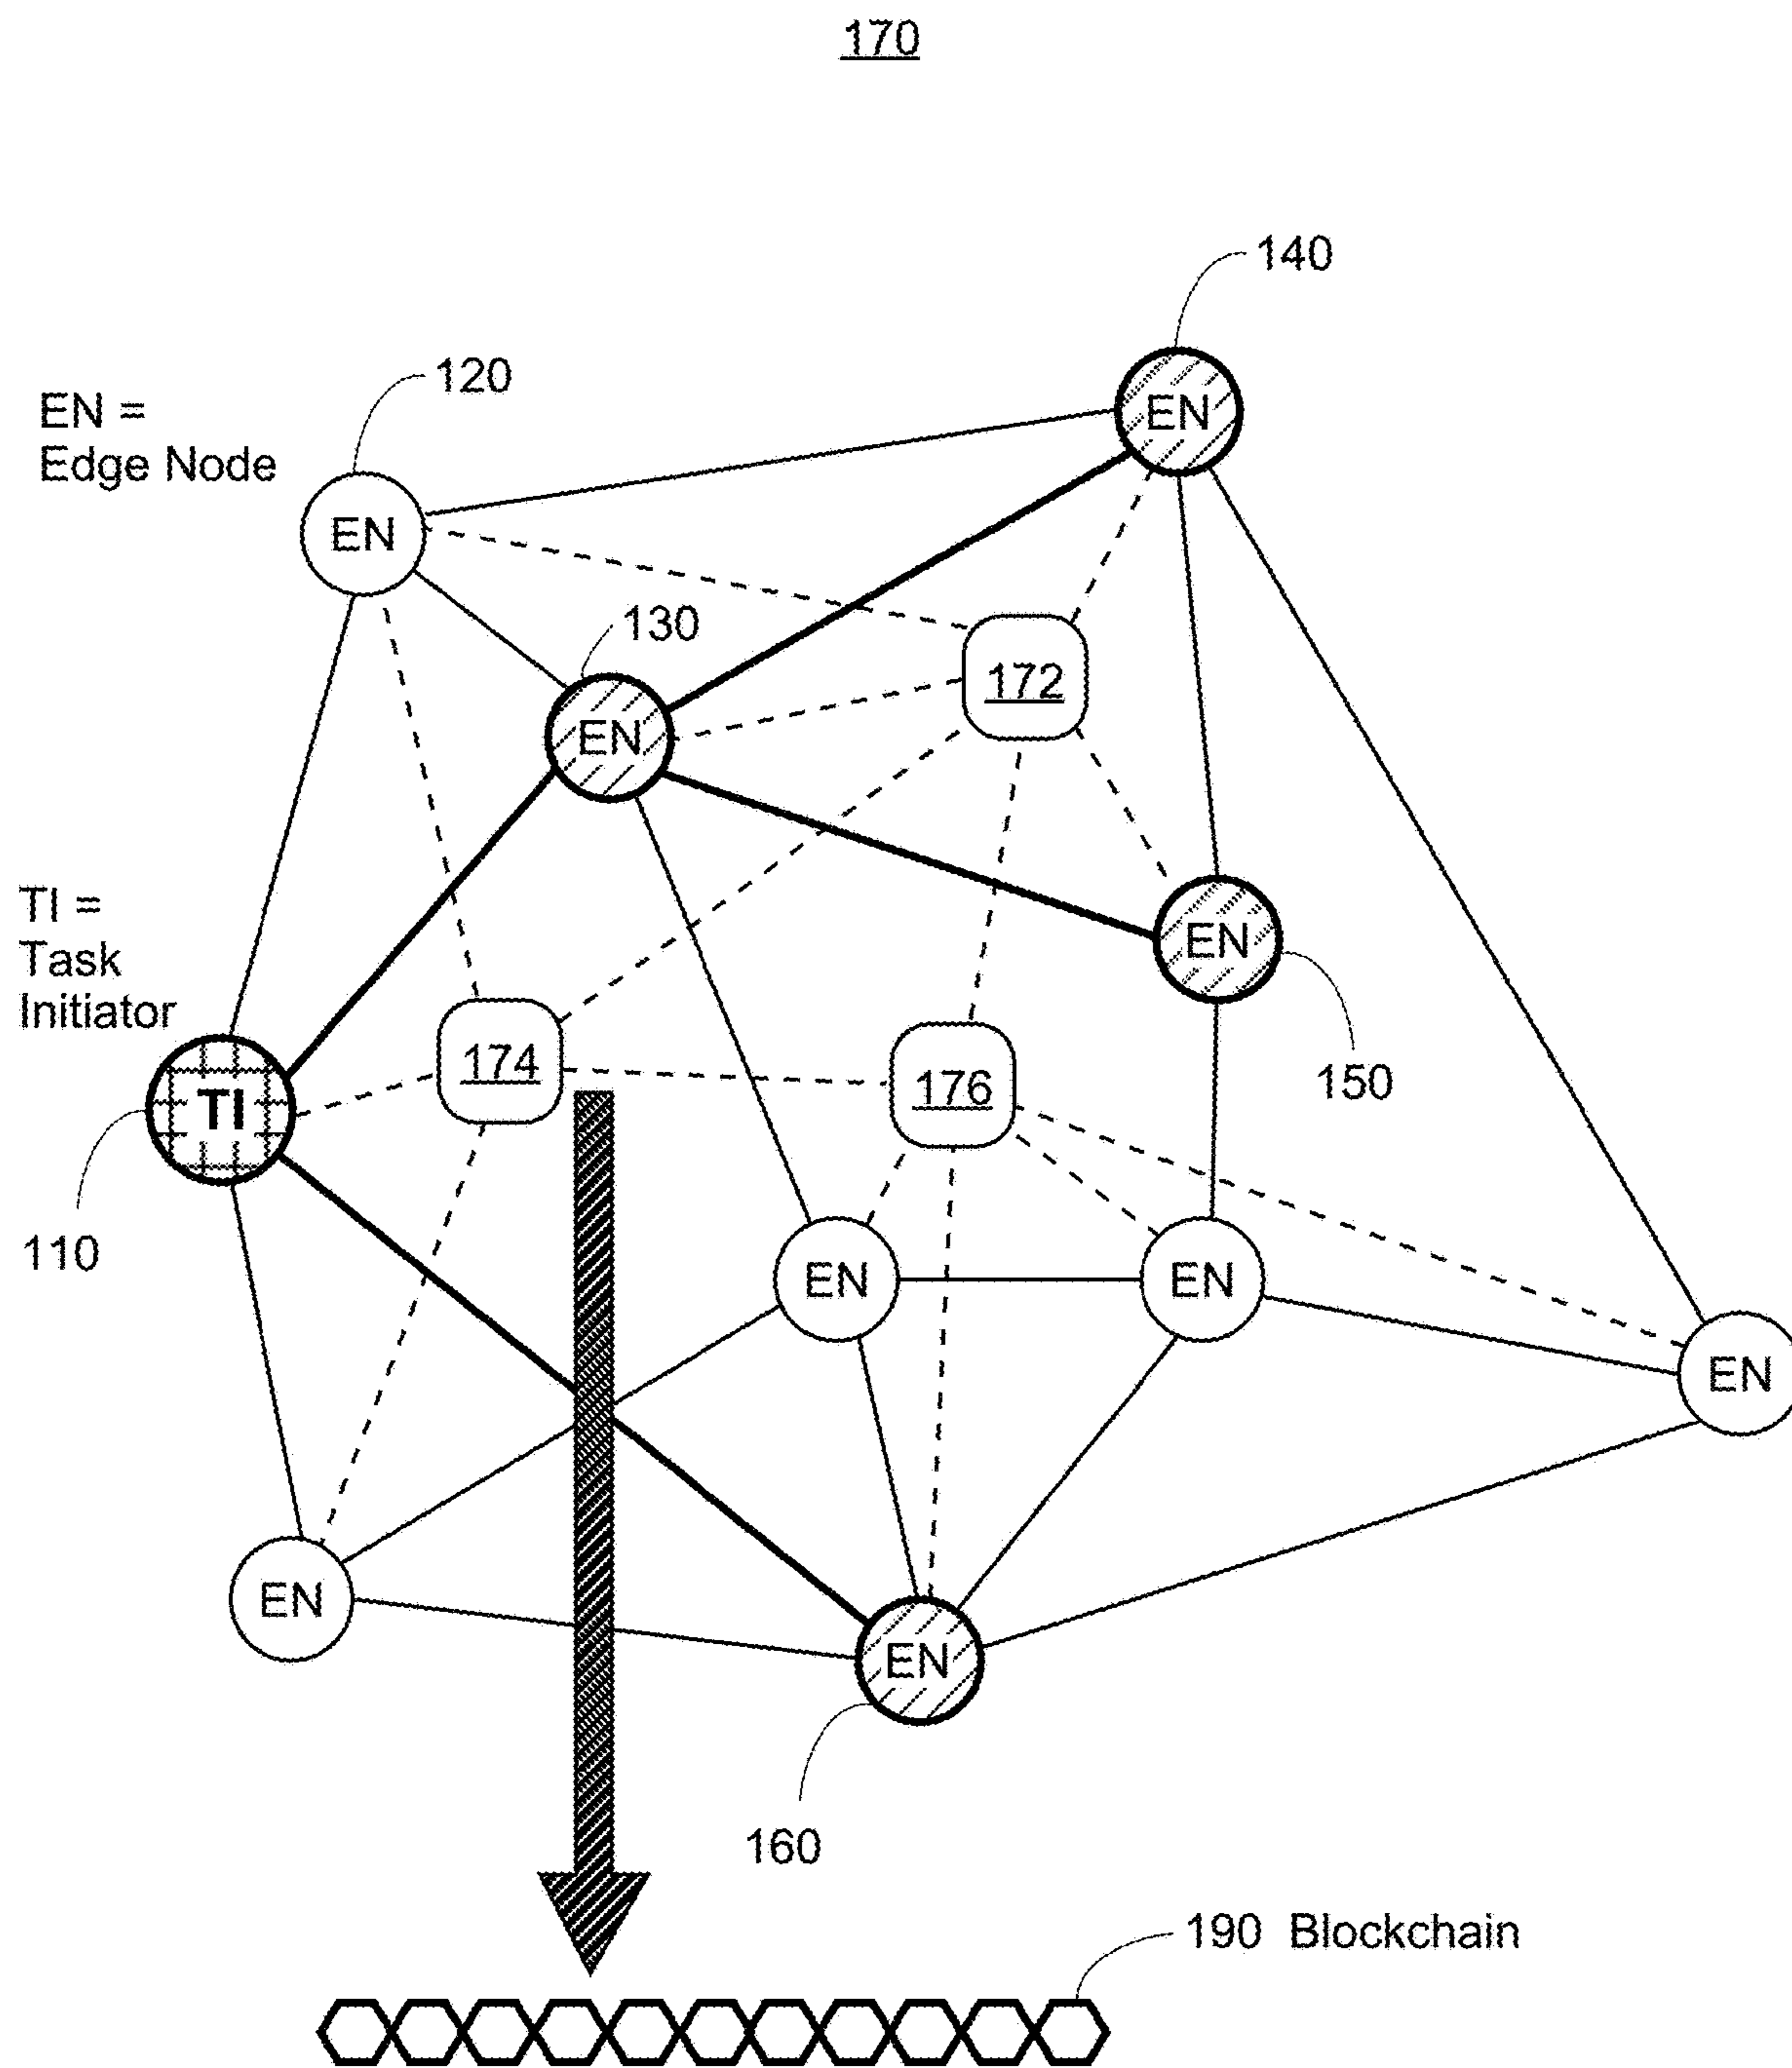 170
140
120
EN =
Edge Node
EN
EN
130
172
EN
TI =
Task
Initiator
EN
174
176
150
TI
110
EN
EN
EN
EN
EN
160
190 Blockchain